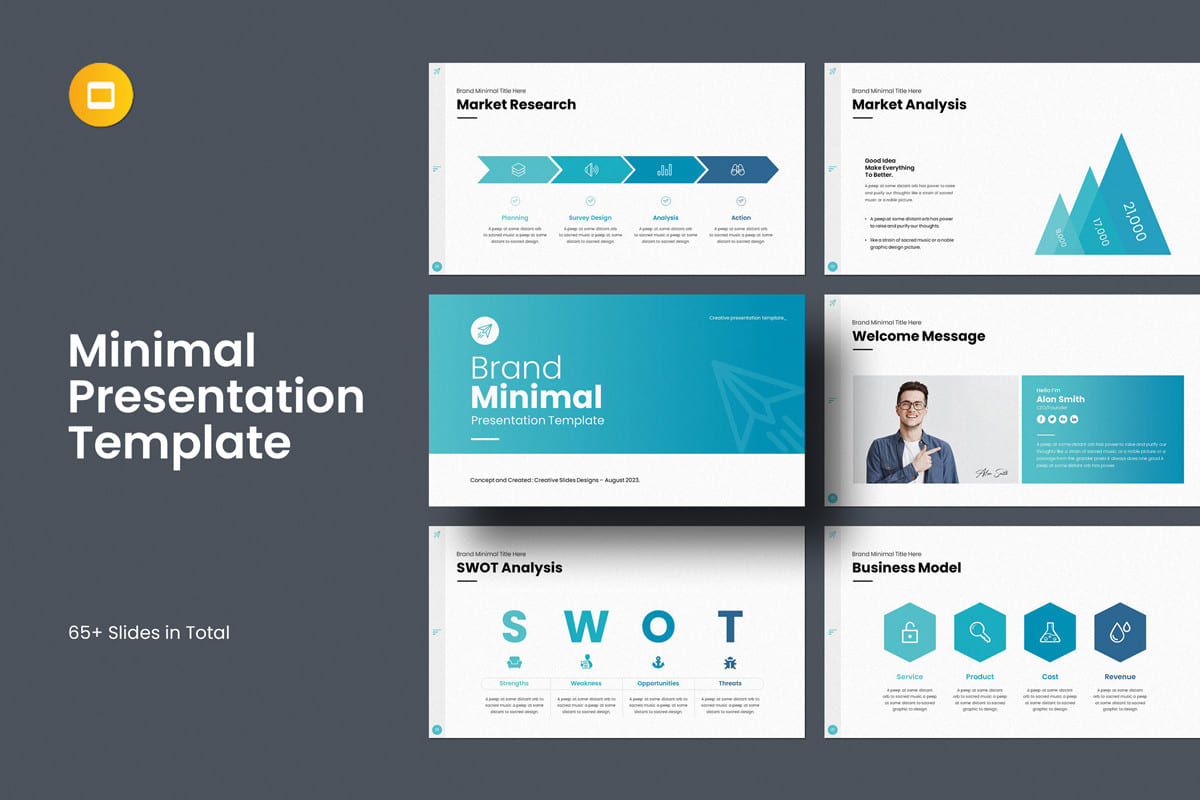 Minimal
Presentation
Template
65+ Slides in Total
Brand Minimal Title Here
Market Research
Planning
A peep at some distant orb
to sacred music a peep at some
distant to sacred design.
Survey Design
A peep at some distant orb
to sacred music a peep at some
distant to sacred design.
Analysis
A peep at some distant orb
to sacred music a peep at some
distant to sacred design.
Action
A peep at some distant orb
to sacred music a peep at some
distant to sacred design.
Brand Minimal Title Here
Market Analysis
Good Idea
Make Everything
To Better.
A peep at some distant orb has power to raise
and purify our thoughts like a strain of sacred
music or a noble picture.
• A peep at some distant orb has power
to raise and purify our thoughts.
• like a strain of sacred music or a noble
graphic design picture.
9,000
17,000
21,000
Creative presentation template_
Brand
Minimal
Presentation Template
Concept and Created : Creative Slides Designs – August 2023.
Brand Minimal Title Here
Welcome Message
Alon Smith
Hello I'm
Alon Smith
CEO/Founder
A peep at some distant orb has power to raise and purify our
thoughts like a strain of sacred music or a noble picture or a
passage from the grander poets it always does one good A
peep at some distant orb has power.
Brand Minimal Title Here
SWOT Analysis
S W O T
Strengths
Weakness
Opportunities
Threats
A peep at some distant orb to
sacred music a peep at some
distant to sacred design.
A peep at some distant orb to
sacred music a peep at some
distant to sacred design.
A peep at some distant orb to
sacred music a peep at some
distant to sacred design.
A peep at some distant orb to
sacred music a peep at some
distant to sacred design.
Brand Minimal Title Here
Business Model
Service
A peep at some distant
orb to sacred music a peep
at some distant to sacred
graphic to design.
Product
A peep at some distant
orb to sacred music a peep
at some distant to sacred
graphic to design.
Cost
A peep at some distant
orb to sacred music a peep
at some distant to sacred
graphic to design.
Revenue
A peep at some distant
orb to sacred music a peep
at some distant to sacred
graphic to design.